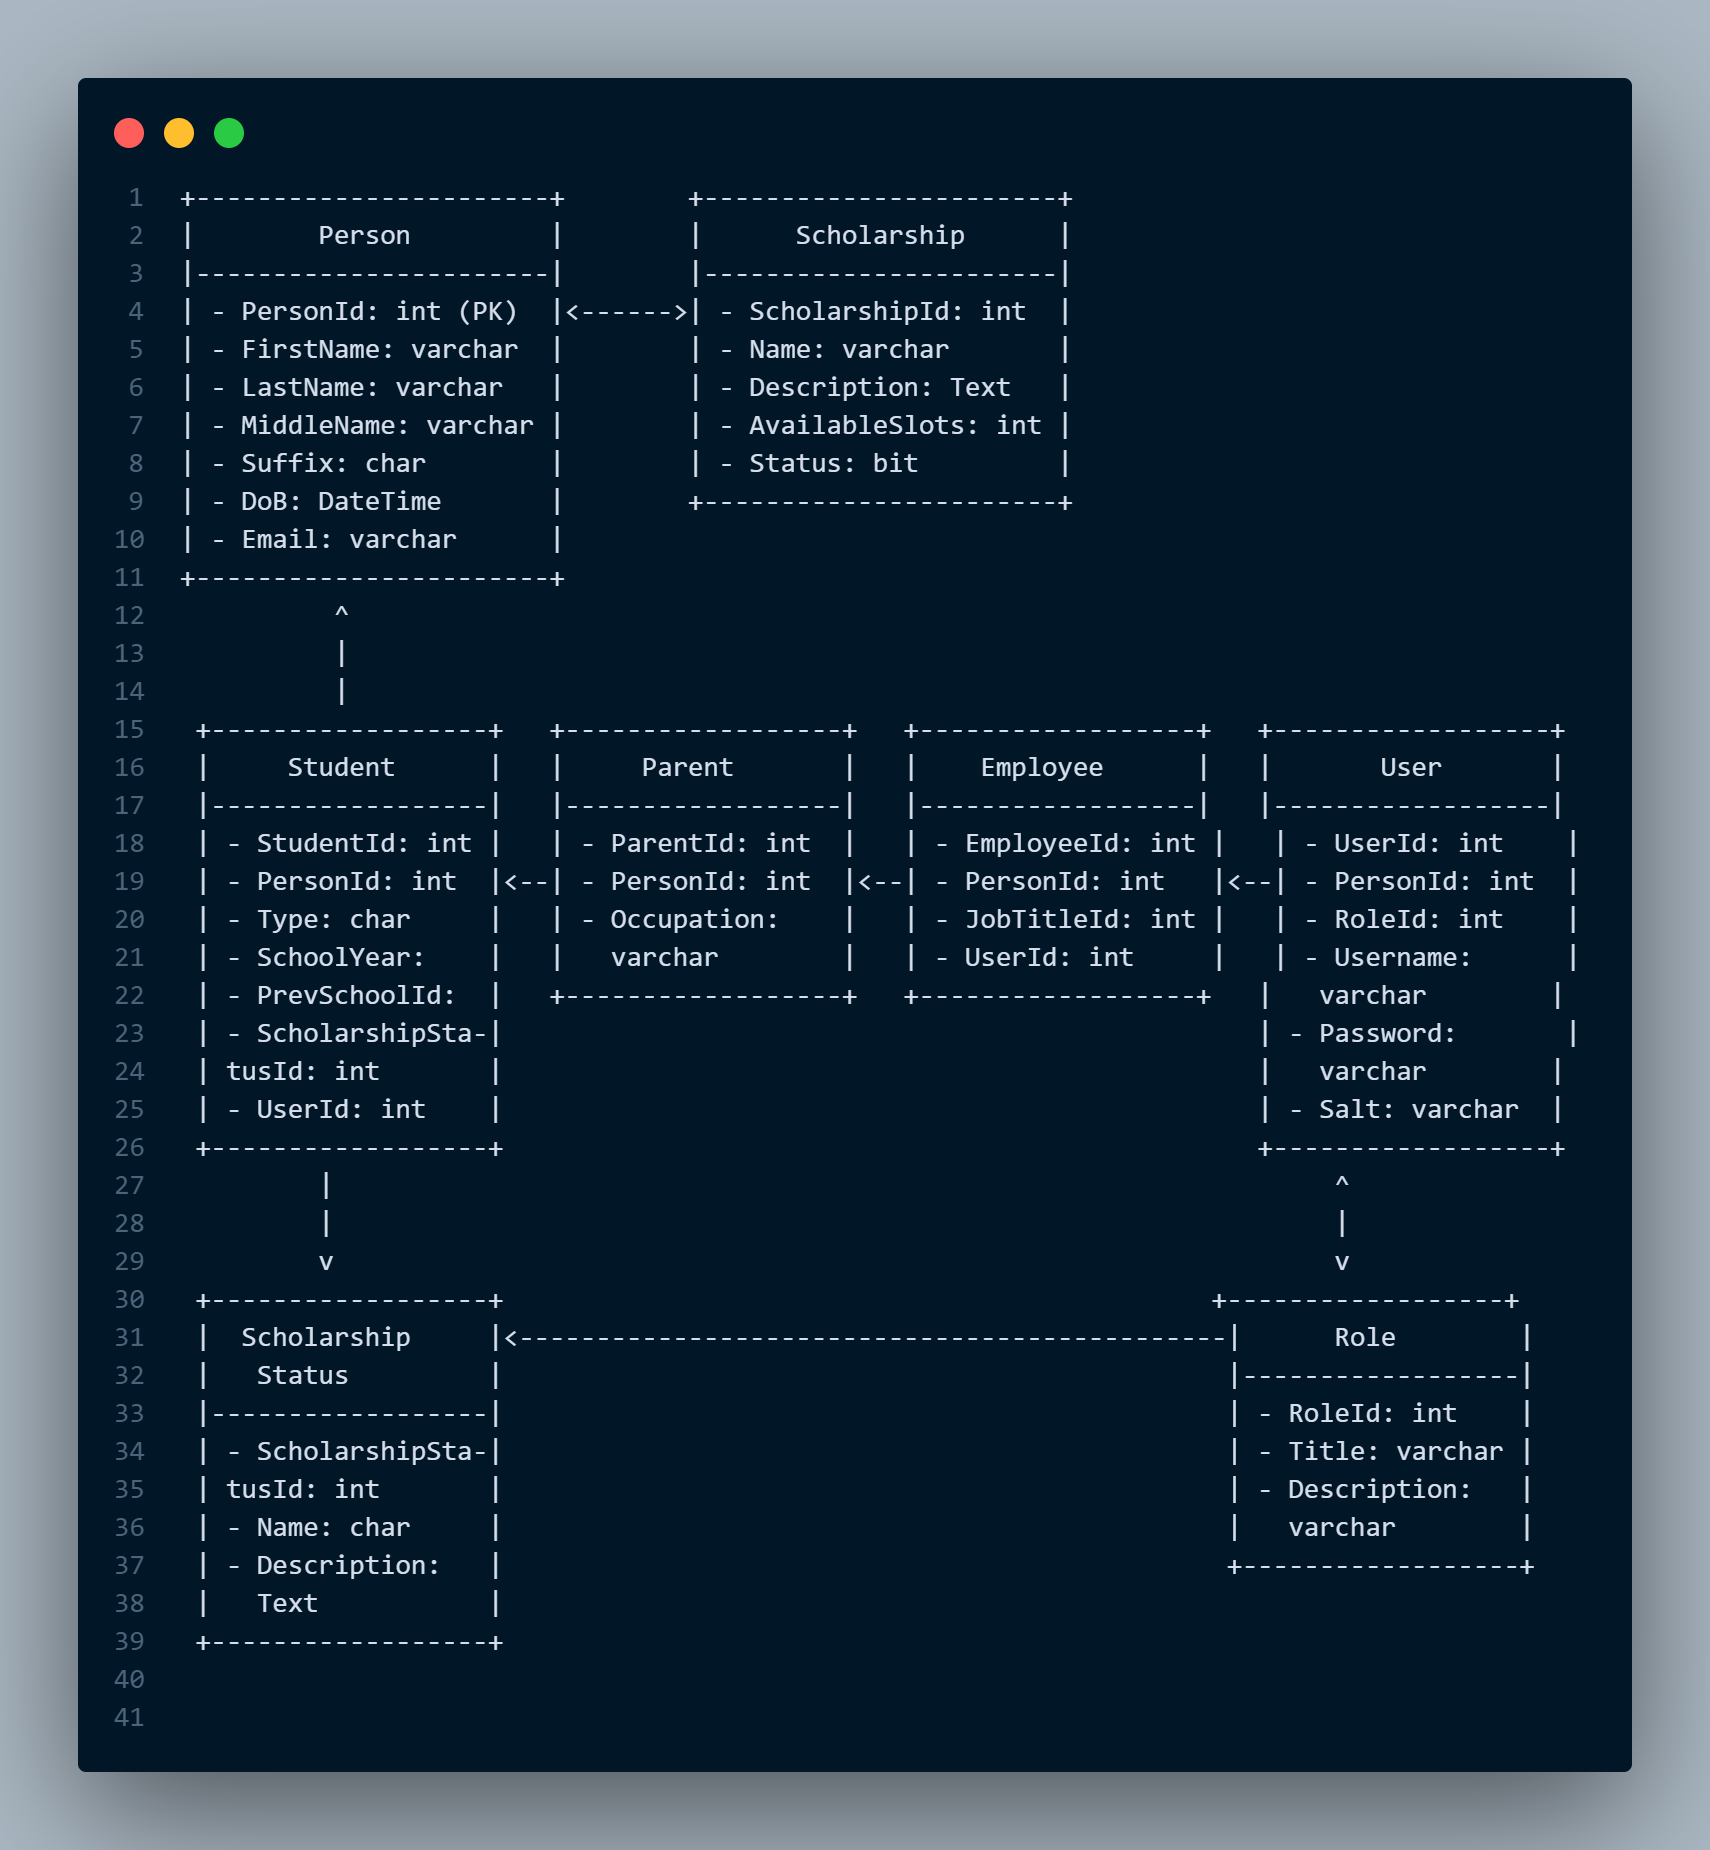 1  +-----------------------+        +-----------------------+
2  |        Person         |        |      Scholarship      |
3  |-----------------------|        |-----------------------|
4  | - PersonId: int (PK)  |<------>| - ScholarshipId: int  |
5  | - FirstName: varchar  |        | - Name: varchar       |
6  | - LastName: varchar   |        | - Description: Text   |
7  | - MiddleName: varchar |        | - AvailableSlots: int |
8  | - Suffix: char        |        | - Status: bit         |
9  | - DoB: DateTime       |        +-----------------------+
10 | - Email: varchar      |
11 +-----------------------+
12           ^
13           |
14           |
15  +------------------+   +------------------+   +------------------+   +------------------+
16  |     Student      |   |     Parent       |   |    Employee      |   |       User       |
17  |------------------|   |------------------|   |------------------|   |------------------|
18  | - StudentId: int |   | - ParentId: int  |   | - EmployeeId: int |   | - UserId: int    |
19  | - PersonId: int  |<--| - PersonId: int  |<--| - PersonId: int   |<--| - PersonId: int  |
20  | - Type: char     |   | - Occupation:    |   | - JobTitleId: int |   | - RoleId: int    |
21  | - SchoolYear:    |   |   varchar        |   | - UserId: int     |   | - Username:      |
22  | - PrevSchoolId:  |   +------------------+   +------------------+   |   varchar        |
23  | - ScholarshipSta-|                                                 | - Password:       |
24  | tusId: int       |                                                 |   varchar        |
25  | - UserId: int    |                                                 | - Salt: varchar  |
26  +------------------+                                                 +------------------+
27          |                                                                 ^
28          |                                                                 |
29          v                                                                 v
30  +------------------+                                              +------------------+
31  |  Scholarship     |<----------------------------------------------|      Role        |
32  |   Status         |                                               |------------------|
33  |------------------|                                               | - RoleId: int    |
34  | - ScholarshipSta-|                                               | - Title: varchar |
35  | tusId: int       |                                               | - Description:   |
36  | - Name: char     |                                               |   varchar        |
37  | - Description:   |                                               +------------------+
38  |   Text           |
39  +------------------+
40
41